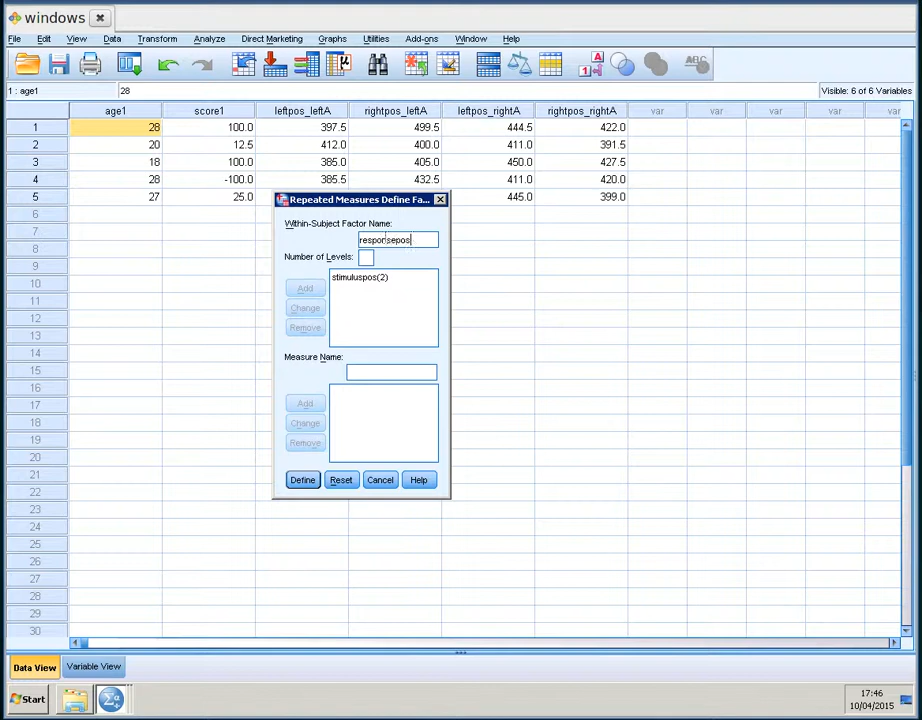 windows
File Edit View Data Transform Analyze Direct Marketing Graphs Utilities Add-ons Window Help
1 : age1 28 Visible: 6 of 6 Variables
age1 score1 leftpos_leftA rightpos_leftA leftpos_rightA rightpos_rightA var var var var
1 28 100.0 397.5 499.5 444.5 422.0
2 20 12.5 412.0 400.0 411.0 391.5
3 18 100.0 385.0 405.0 450.0 427.5
4 28 -100.0 385.5 432.5 411.0 420.0
5 27 25.0 445.0 399.0
6
7
8
9
10
11
12
13
14
15
16
17
18
19
20
21
22
23
24
25
26
27
28
29
30
Repeated Measures Define Fa...
Within-Subject Factor Name:
responsepos
Number of Levels:
stimuluspos(2)
Add
Change
Remove
Measure Name:
Add
Change
Remove
Define Reset Cancel Help
Data View Variable View
Start
17:46
10/04/2015